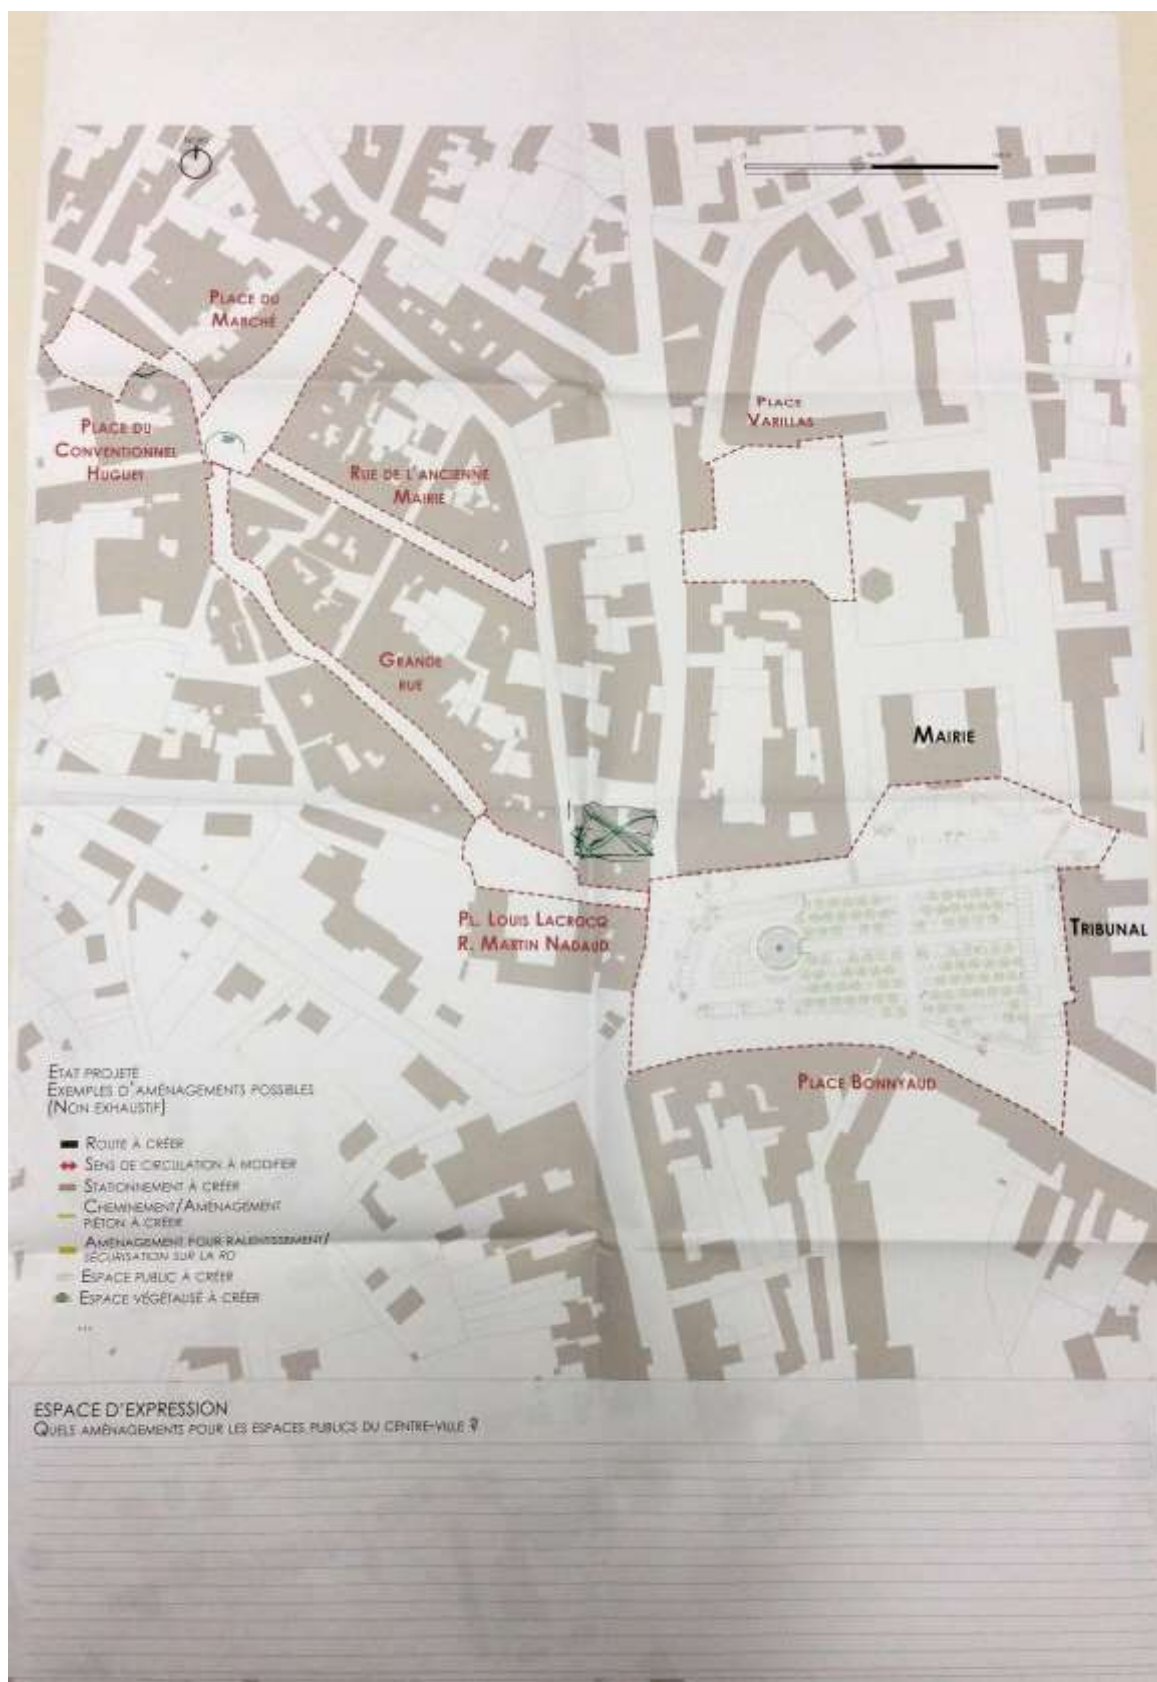 NORD
PLACE DU
MARCHÉ
PLACE DU
CONVENTIONNEL
HUGUET
RUE DE L'ANCIENNE
MAIRIE
PLACE
VARILLAS
GRANDE
RUE
MAIRIE
PL. LOUIS LACROCQ
R. MARTIN NADAUD
TRIBUNAL
PLACE BONNYAUD
ETAT PROJETÉ
EXEMPLES D'AMÉNAGEMENTS POSSIBLES
(NON EXHAUSTIF)
ROUTE À CRÉER
SENS DE CIRCULATION À MODIFIER
STATIONNEMENT À CRÉER
CHEMINEMENT/AMÉNAGEMENT
PIÉTON À CRÉER
AMÉNAGEMENT POUR RALENTISSEMENT/
SÉCURISATION SUR LA RD
ESPACE PUBLIC À CRÉER
ESPACE VÉGÉTALISÉ À CRÉER
...
ESPACE D'EXPRESSION
QUELS AMÉNAGEMENTS POUR LES ESPACES PUBLICS DU CENTRE-VILLE ?